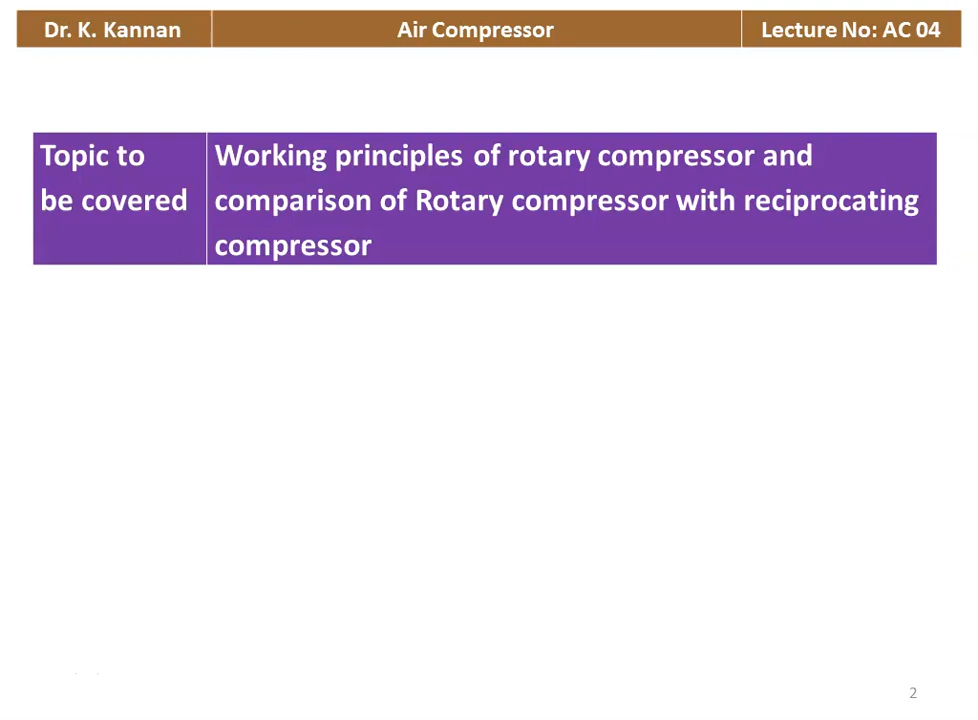 Dr. K. Kannan
Air Compressor
Lecture No: AC 04
Topic to
be covered
Working principles of rotary compressor and
comparison of Rotary compressor with reciprocating
compressor
2